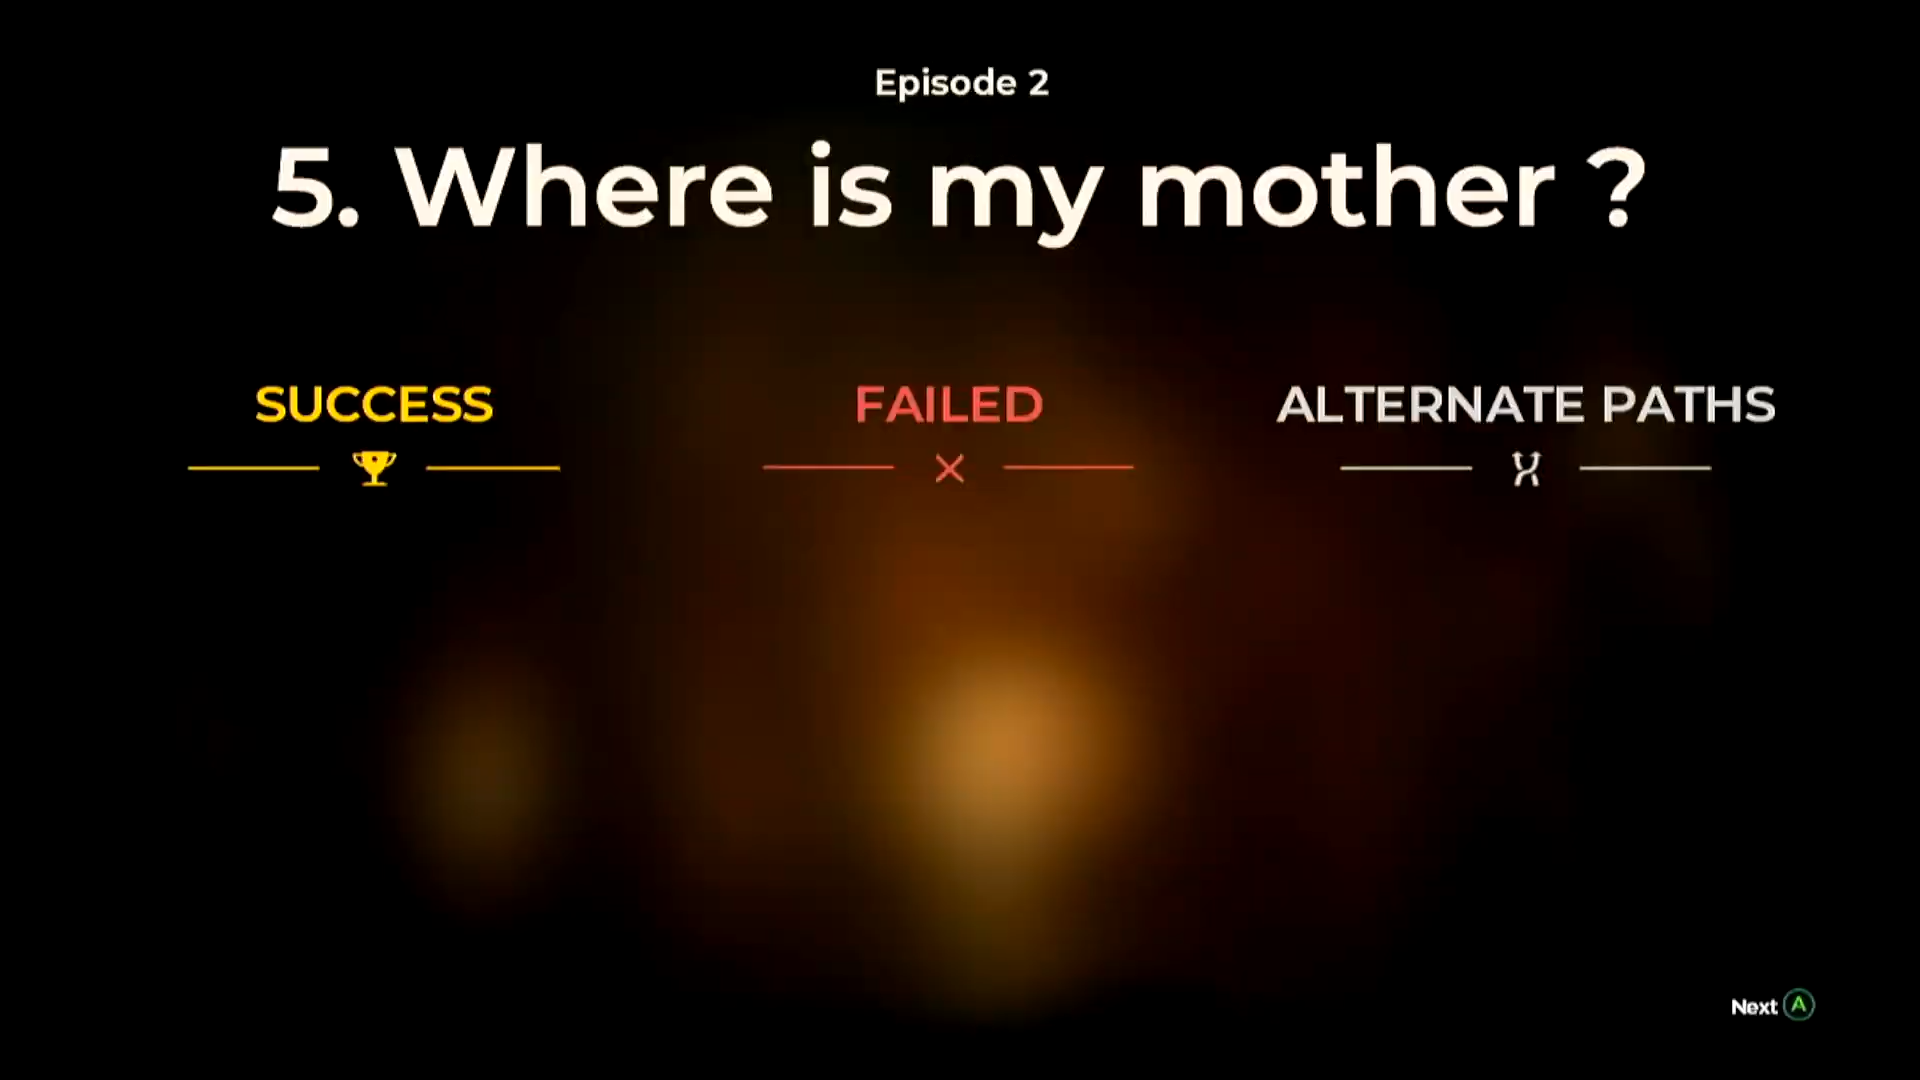 Episode 2
5. Where is my mother ?
SUCCESS
FAILED
ALTERNATE PATHS
Next A